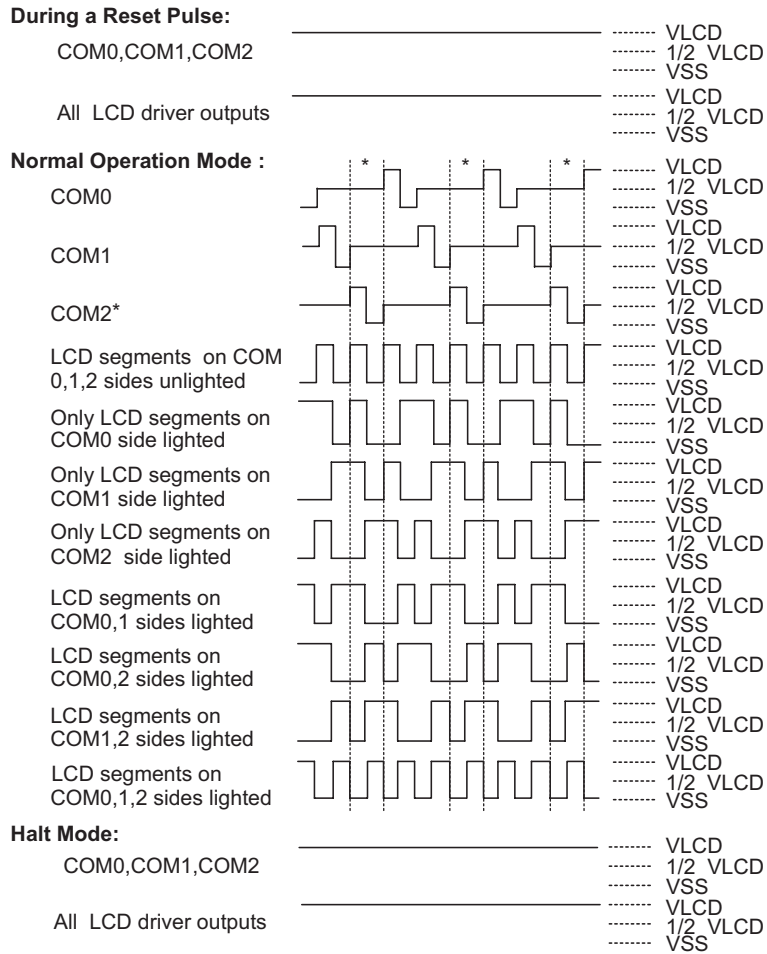 During a Reset Pulse:
COM0,COM1,COM2
VLCD
1/2 VLCD
VSS
All LCD driver outputs
VLCD
1/2 VLCD
VSS
Normal Operation Mode :
* * *
COM0
VLCD
1/2 VLCD
VSS
COM1
VLCD
1/2 VLCD
VSS
COM2*
VLCD
1/2 VLCD
VSS
LCD segments on COM
0,1,2 sides unlighted
VLCD
1/2 VLCD
VSS
Only LCD segments on
COM0 side lighted
VLCD
1/2 VLCD
VSS
Only LCD segments on
COM1 side lighted
VLCD
1/2 VLCD
VSS
Only LCD segments on
COM2 side lighted
VLCD
1/2 VLCD
VSS
LCD segments on
COM0,1 sides lighted
VLCD
1/2 VLCD
VSS
LCD segments on
COM0,2 sides lighted
VLCD
1/2 VLCD
VSS
LCD segments on
COM1,2 sides lighted
VLCD
1/2 VLCD
VSS
LCD segments on
COM0,1,2 sides lighted
VLCD
1/2 VLCD
VSS
Halt Mode:
COM0,COM1,COM2
VLCD
1/2 VLCD
VSS
All LCD driver outputs
VLCD
1/2 VLCD
VSS